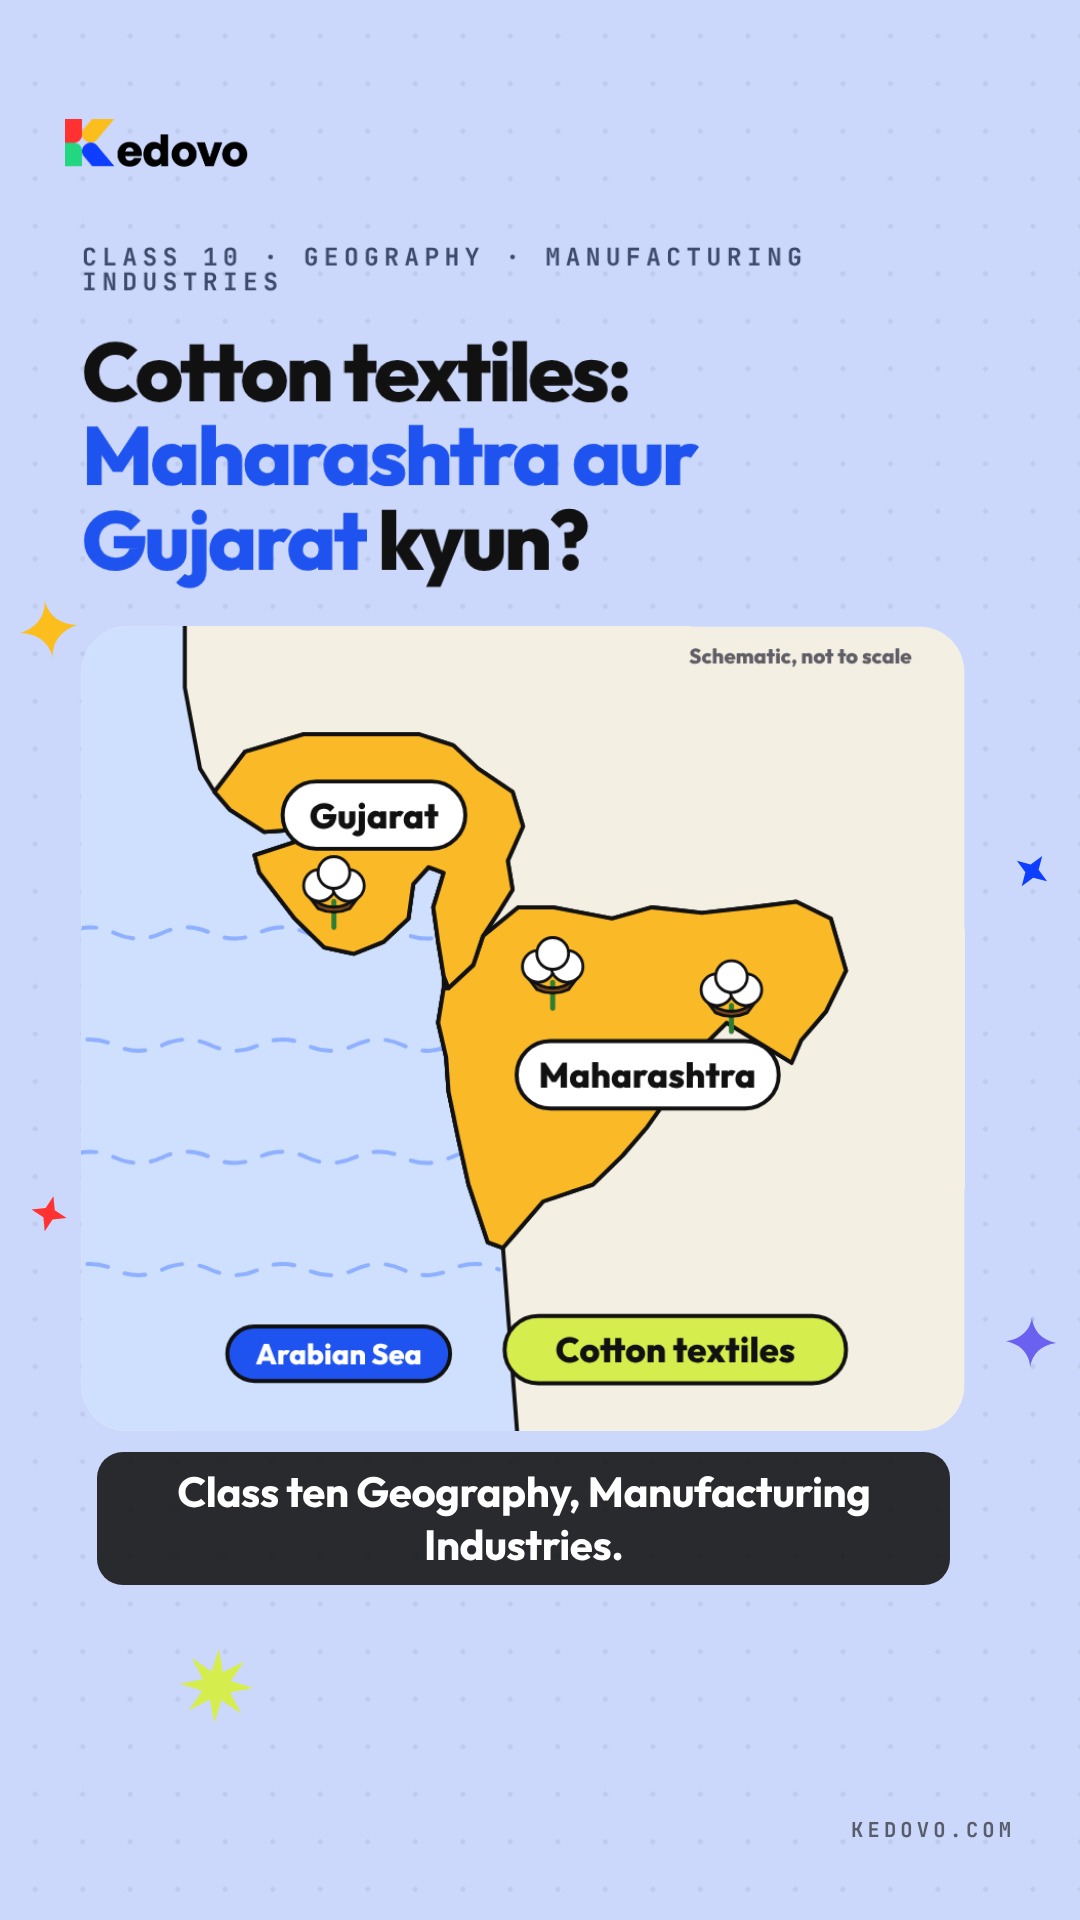 Kedovo
CLASS 10 · GEOGRAPHY · MANUFACTURING
INDUSTRIES
Cotton textiles:
Maharashtra aur
Gujarat kyun?
Schematic, not to scale
Gujarat
Maharashtra
Arabian Sea
Cotton textiles
Class ten Geography, Manufacturing
Industries.
KEDOVO.COM